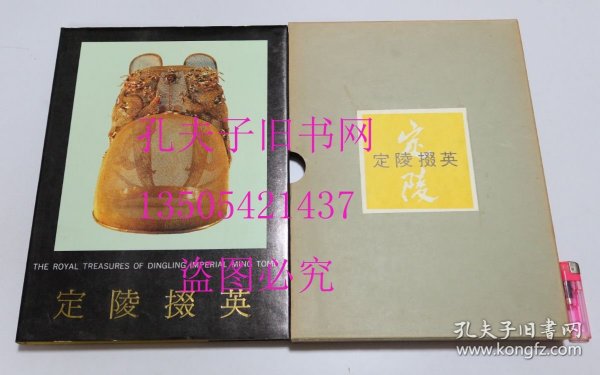 孔夫子旧书网
13505421437
盗图必究
THE ROYAL TREASURES OF DINGLING IMPERIAL MING TOMB
定陵掇英
定陵
定陵掇英
孔夫子旧书网
www.kongfz.com